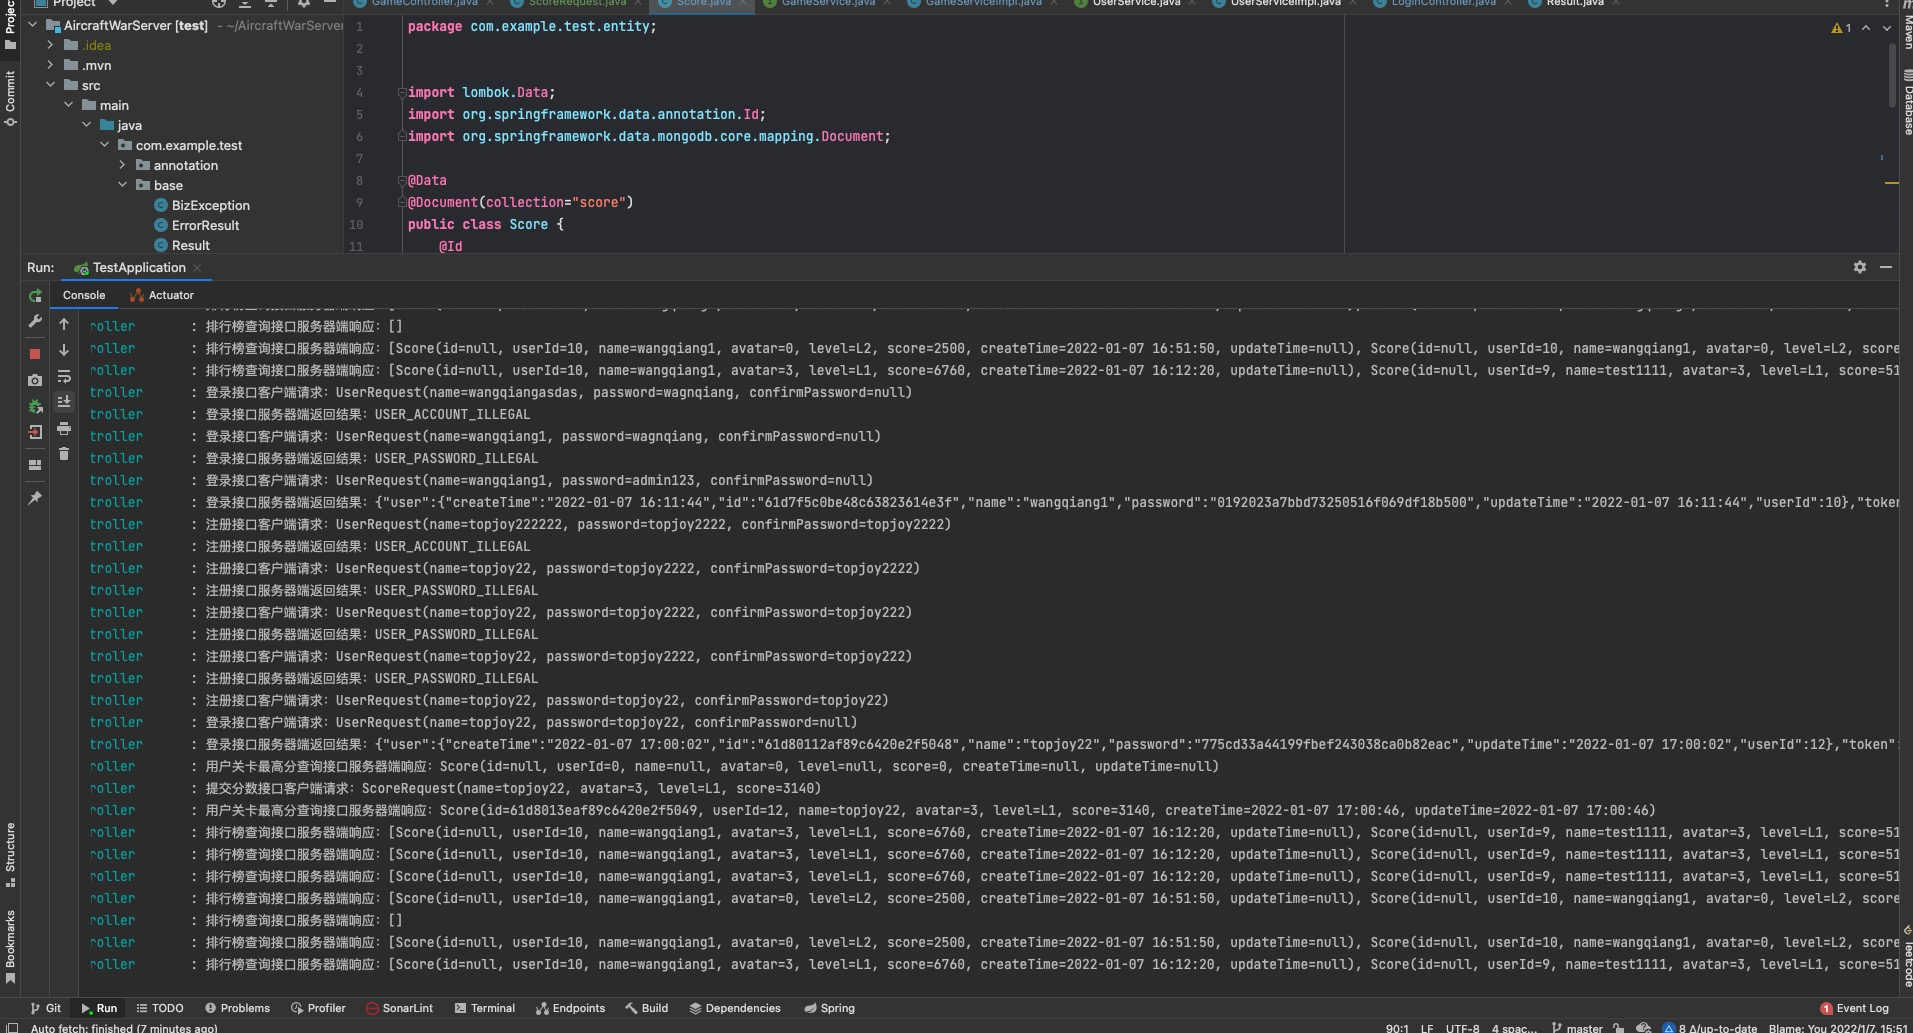 Project
GameController.java
ScoreRequest.java
Score.java
GameService.java
GameServiceImpl.java
UserService.java
UserServiceImpl.java
LoginController.java
Result.java
AircraftWarServer [test] - ~/AircraftWarServer
.idea
.mvn
src
main
java
com.example.test
annotation
base
BizException
ErrorResult
Result
1 package com.example.test.entity;
2
3
4 import lombok.Data;
5 import org.springframework.data.annotation.Id;
6 import org.springframework.data.mongodb.core.mapping.Document;
7
8 @Data
9 @Document(collection="score")
10 public class Score {
11 @Id
1
Project
Commit
Structure
Bookmarks
Maven
Database
leetcode
Run: TestApplication
Console Actuator
roller : 排行榜查询接口服务器端响应：[]
roller : 排行榜查询接口服务器端响应：[Score(id=null, userId=10, name=wangqiang1, avatar=0, level=L2, score=2500, createTime=2022-01-07 16:51:50, updateTime=null), Score(id=null, userId=10, name=wangqiang1, avatar=0, level=L2, score
roller : 排行榜查询接口服务器端响应：[Score(id=null, userId=10, name=wangqiang1, avatar=3, level=L1, score=6760, createTime=2022-01-07 16:12:20, updateTime=null), Score(id=null, userId=9, name=test1111, avatar=3, level=L1, score=51
troller : 登录接口客户端请求：UserRequest(name=wangqiangasdas, password=wagnqiang, confirmPassword=null)
troller : 登录接口服务器端返回结果：USER_ACCOUNT_ILLEGAL
troller : 登录接口客户端请求：UserRequest(name=wangqiang1, password=wagnqiang, confirmPassword=null)
troller : 登录接口服务器端返回结果：USER_PASSWORD_ILLEGAL
troller : 登录接口客户端请求：UserRequest(name=wangqiang1, password=admin123, confirmPassword=null)
troller : 登录接口服务器端返回结果：{"user":{"createTime":"2022-01-07 16:11:44","id":"61d7f5c0be48c63823614e3f","name":"wangqiang1","password":"0192023a7bbd73250516f069df18b500","updateTime":"2022-01-07 16:11:44","userId":10},"token
troller : 注册接口客户端请求：UserRequest(name=topjoy222222, password=topjoy2222, confirmPassword=topjoy2222)
troller : 注册接口服务器端返回结果：USER_ACCOUNT_ILLEGAL
troller : 注册接口客户端请求：UserRequest(name=topjoy22, password=topjoy2222, confirmPassword=topjoy2222)
troller : 注册接口服务器端返回结果：USER_PASSWORD_ILLEGAL
troller : 注册接口客户端请求：UserRequest(name=topjoy22, password=topjoy2222, confirmPassword=topjoy222)
troller : 注册接口服务器端返回结果：USER_PASSWORD_ILLEGAL
troller : 注册接口客户端请求：UserRequest(name=topjoy22, password=topjoy2222, confirmPassword=topjoy222)
troller : 注册接口服务器端返回结果：USER_PASSWORD_ILLEGAL
troller : 注册接口客户端请求：UserRequest(name=topjoy22, password=topjoy22, confirmPassword=topjoy22)
troller : 登录接口客户端请求：UserRequest(name=topjoy22, password=topjoy22, confirmPassword=null)
troller : 登录接口服务器端返回结果：{"user":{"createTime":"2022-01-07 17:00:02","id":"61d80112af89c6420e2f5048","name":"topjoy22","password":"775cd33a44199fbef243038ca0b82eac","updateTime":"2022-01-07 17:00:02","userId":12},"token":
roller : 用户关卡最高分查询接口服务器端响应：Score(id=null, userId=0, name=null, avatar=0, level=null, score=0, createTime=null, updateTime=null)
roller : 提交分数接口客户端请求：ScoreRequest(name=topjoy22, avatar=3, level=L1, score=3140)
roller : 用户关卡最高分查询接口服务器端响应：Score(id=61d8013eaf89c6420e2f5049, userId=12, name=topjoy22, avatar=3, level=L1, score=3140, createTime=2022-01-07 17:00:46, updateTime=2022-01-07 17:00:46)
roller : 排行榜查询接口服务器端响应：[Score(id=null, userId=10, name=wangqiang1, avatar=3, level=L1, score=6760, createTime=2022-01-07 16:12:20, updateTime=null), Score(id=null, userId=9, name=test1111, avatar=3, level=L1, score=51
roller : 排行榜查询接口服务器端响应：[Score(id=null, userId=10, name=wangqiang1, avatar=3, level=L1, score=6760, createTime=2022-01-07 16:12:20, updateTime=null), Score(id=null, userId=9, name=test1111, avatar=3, level=L1, score=51
roller : 排行榜查询接口服务器端响应：[Score(id=null, userId=10, name=wangqiang1, avatar=3, level=L1, score=6760, createTime=2022-01-07 16:12:20, updateTime=null), Score(id=null, userId=9, name=test1111, avatar=3, level=L1, score=51
roller : 排行榜查询接口服务器端响应：[Score(id=null, userId=10, name=wangqiang1, avatar=0, level=L2, score=2500, createTime=2022-01-07 16:51:50, updateTime=null), Score(id=null, userId=10, name=wangqiang1, avatar=0, level=L2, score
roller : 排行榜查询接口服务器端响应：[]
roller : 排行榜查询接口服务器端响应：[Score(id=null, userId=10, name=wangqiang1, avatar=0, level=L2, score=2500, createTime=2022-01-07 16:51:50, updateTime=null), Score(id=null, userId=10, name=wangqiang1, avatar=0, level=L2, score
roller : 排行榜查询接口服务器端响应：[Score(id=null, userId=10, name=wangqiang1, avatar=3, level=L1, score=6760, createTime=2022-01-07 16:12:20, updateTime=null), Score(id=null, userId=9, name=test1111, avatar=3, level=L1, score=51
Git Run TODO Problems Profiler SonarLint Terminal Endpoints Build Dependencies Spring 1 Event Log
Auto fetch: finished (7 minutes ago) 90:1 LF UTF-8 4 spac... master 8 Δ/up-to-date Blame: You 2022/1/7, 15:51